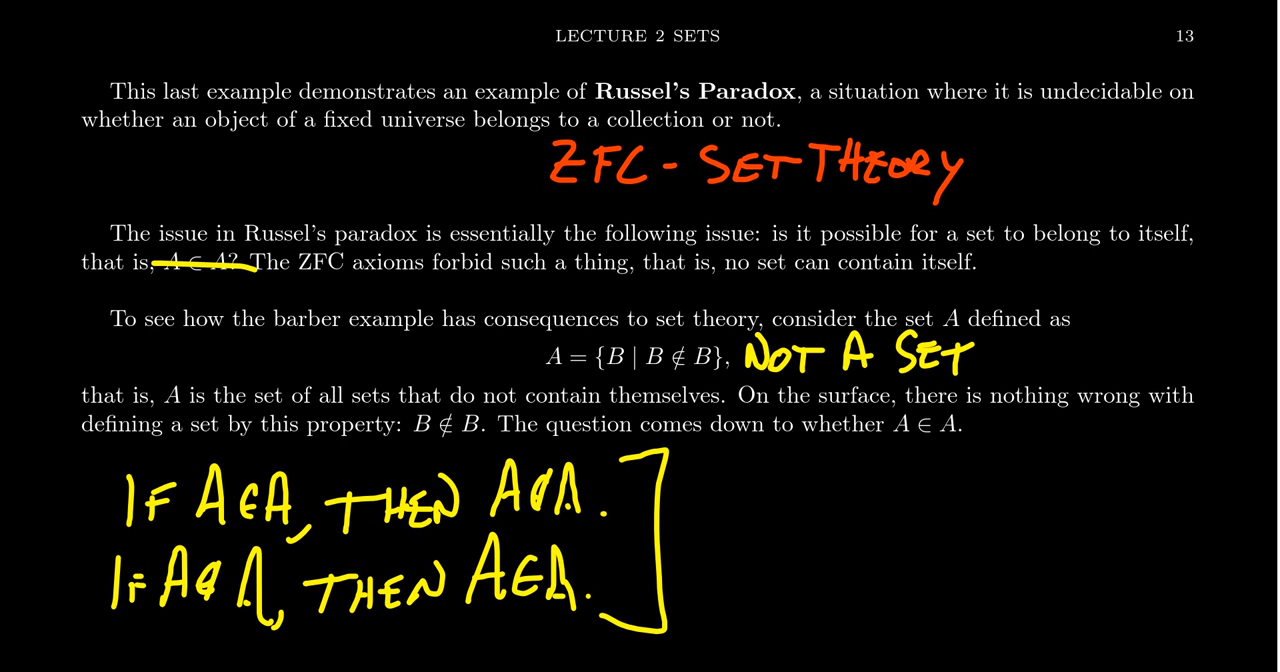 LECTURE 2 SETS 13
This last example demonstrates an example of Russel's Paradox, a situation where it is undecidable on
whether an object of a fixed universe belongs to a collection or not.
ZFC - SET THEORY
The issue in Russel's paradox is essentially the following issue: is it possible for a set to belong to itself,
that is, A ∈ A? The ZFC axioms forbid such a thing, that is, no set can contain itself.
To see how the barber example has consequences to set theory, consider the set A defined as
A = {B | B ∉ B}, NOT A SET
that is, A is the set of all sets that do not contain themselves. On the surface, there is nothing wrong with
defining a set by this property: B ∉ B. The question comes down to whether A ∈ A.
IF A∈A, THEN A∉A.
IF A∉A, THEN A∈A.